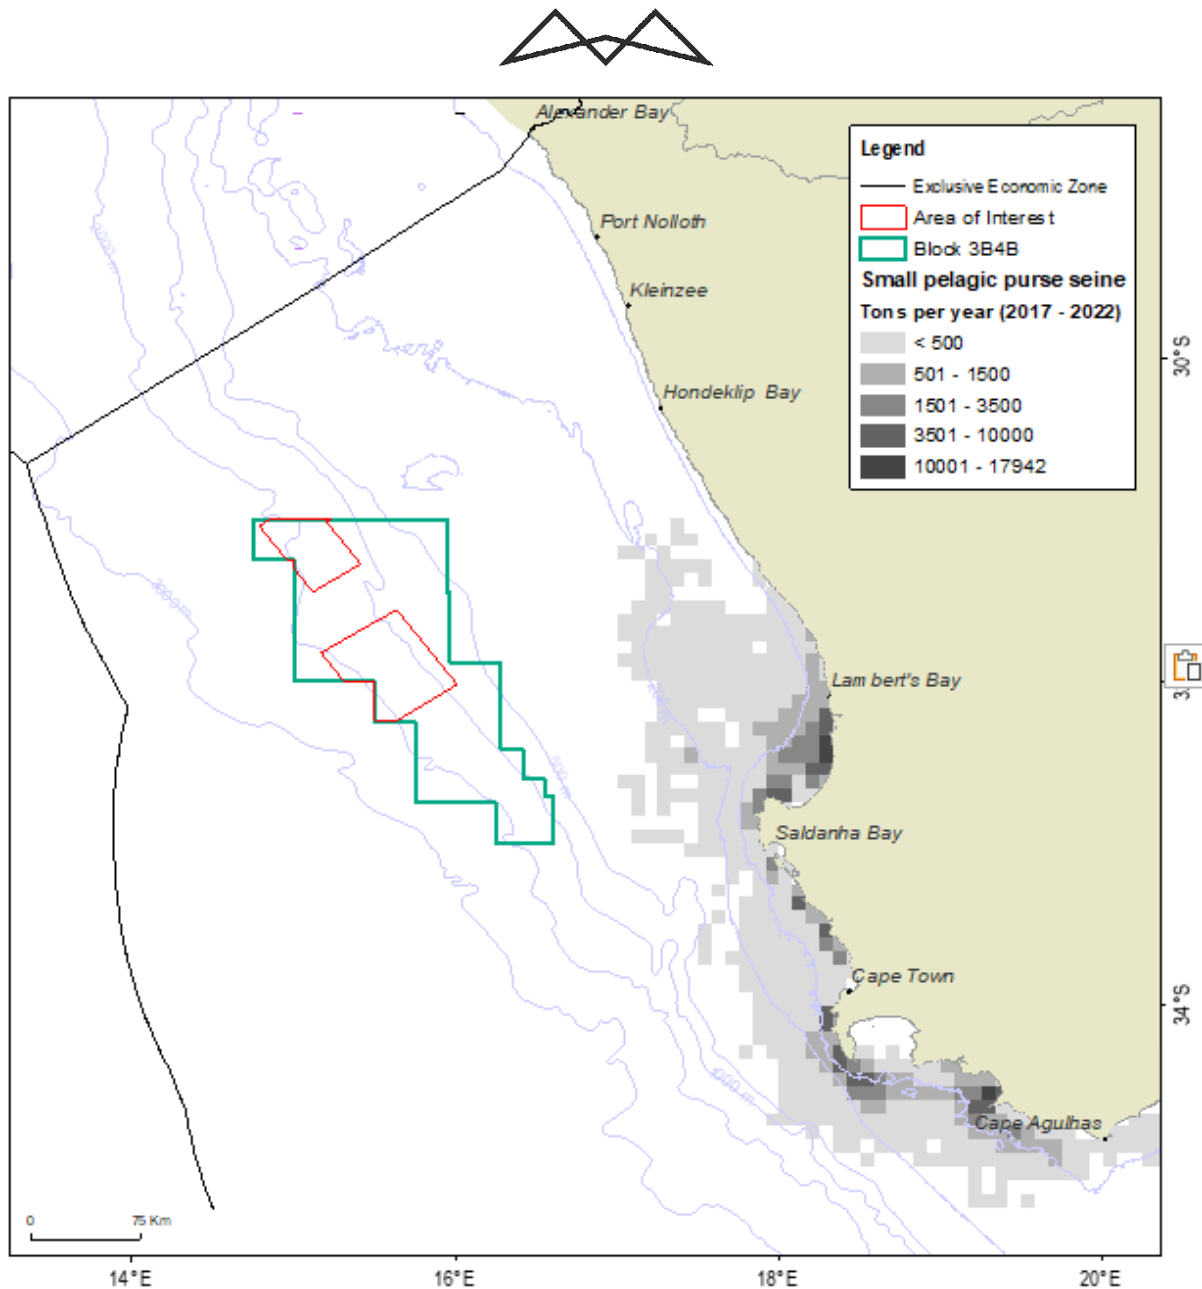 Alexander Bay
Legend
Exclusive Economic Zone
Area of Interest
Block 3B4B
Small pelagic purse seine
Tons per year (2017 - 2022)
< 500
501 - 1500
1501 - 3500
3501 - 10000
10001 - 17942
Port Nolloth
Kleinzee
Hondeklip Bay
30°S
Lambert's Bay
500 m
Saldanha Bay
Cape Town
34°S
Cape Agulhas
0 75 Km
14°E 16°E 18°E 20°E